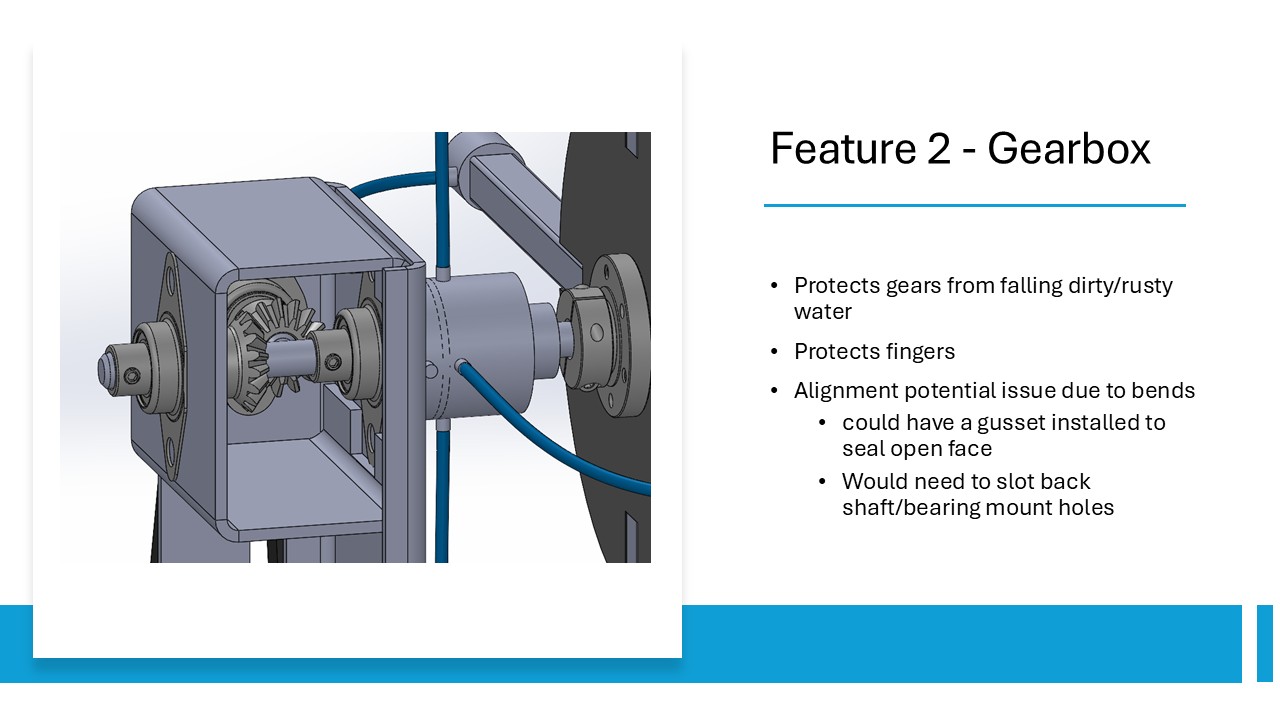 Feature 2 - Gearbox
• Protects gears from falling dirty/rusty
water
• Protects fingers
• Alignment potential issue due to bends
• could have a gusset installed to
seal open face
• Would need to slot back
shaft/bearing mount holes